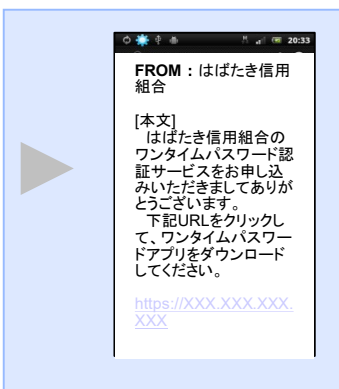 20:33
FROM：はばたき信用
組合
[本文]
　はばたき信用組合の
ワンタイムパスワード認
証サービスをお申し込
みいただきましてありが
とうございます。
　下記URLをクリックし
て、ワンタイムパスワー
ドアプリをダウンロード
してください。
https://XXX.XXX.XXX.
XXX